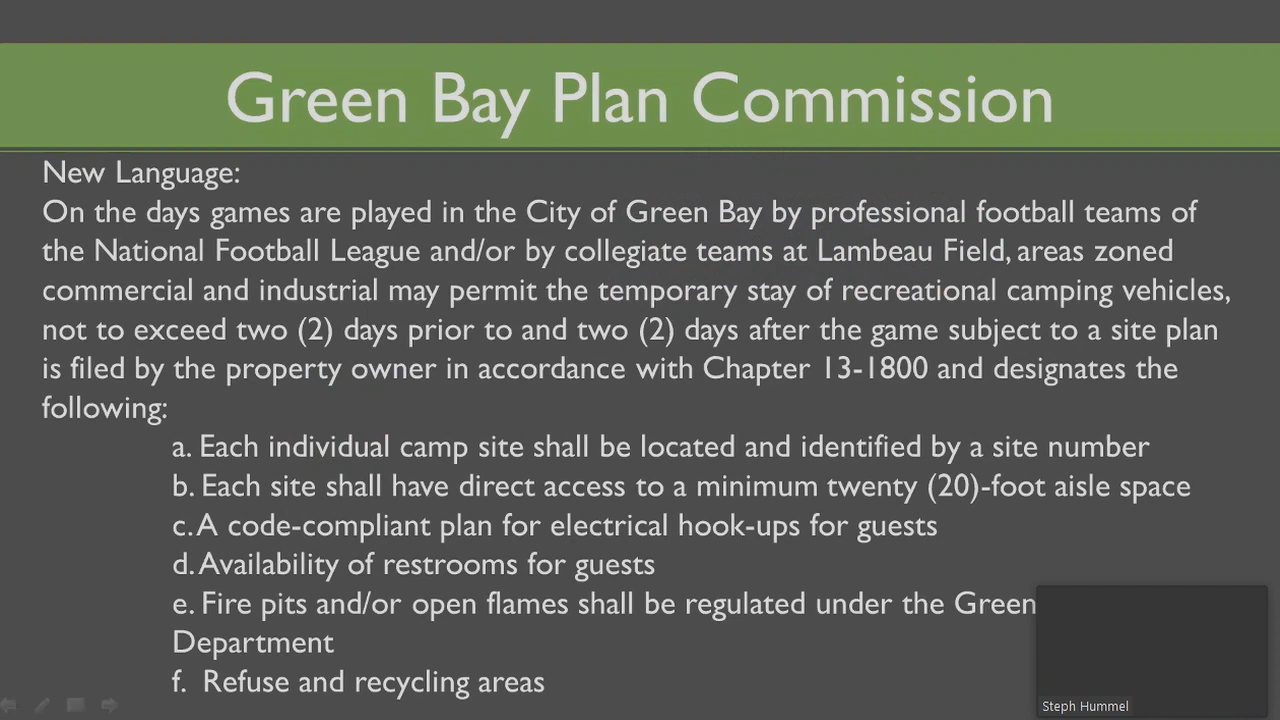 Green Bay Plan Commission
New Language:
On the days games are played in the City of Green Bay by professional football teams of
the National Football League and/or by collegiate teams at Lambeau Field, areas zoned
commercial and industrial may permit the temporary stay of recreational camping vehicles,
not to exceed two (2) days prior to and two (2) days after the game subject to a site plan
is filed by the property owner in accordance with Chapter 13-1800 and designates the
following:
a. Each individual camp site shall be located and identified by a site number
b. Each site shall have direct access to a minimum twenty (20)-foot aisle space
c. A code-compliant plan for electrical hook-ups for guests
d. Availability of restrooms for guests
e. Fire pits and/or open flames shall be regulated under the Green
Department
f. Refuse and recycling areas
Steph Hummel